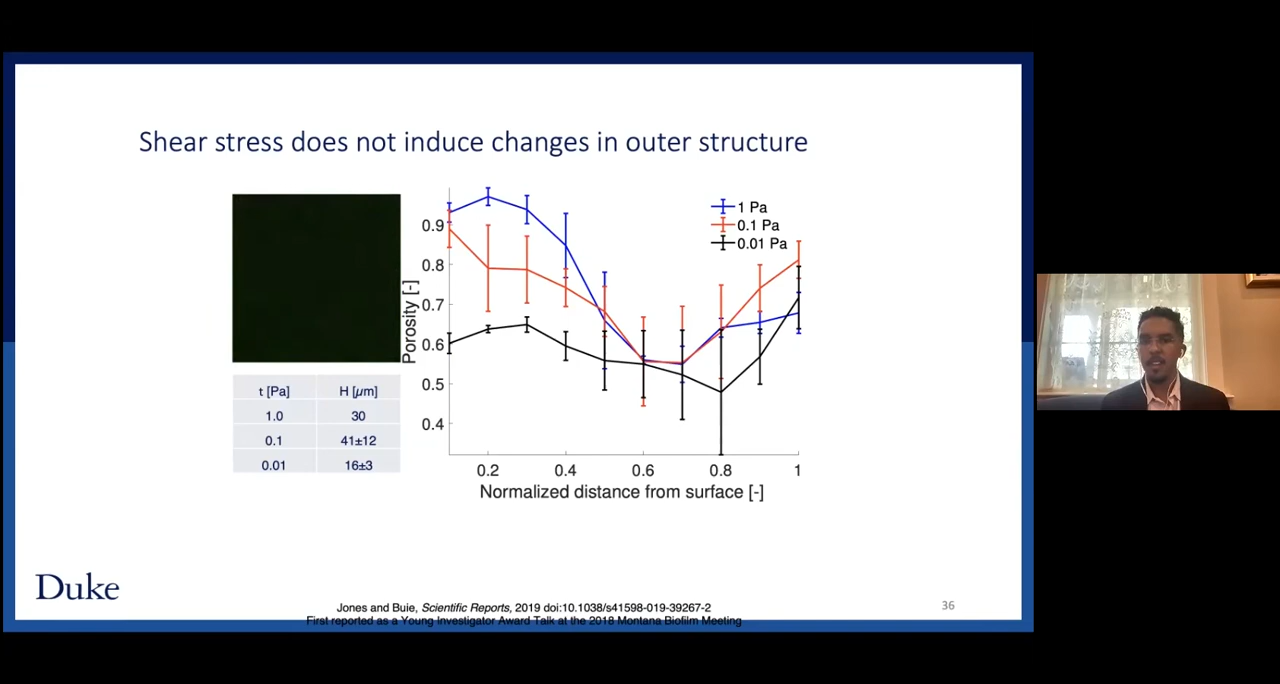 Shear stress does not induce changes in outer structure
t [Pa] H [µm]
1.0 30
0.1 41±12
0.01 16±3
Porosity [-]
0.9
0.8
0.7
0.6
0.5
0.4
1 Pa
0.1 Pa
0.01 Pa
0.2 0.4 0.6 0.8 1
Normalized distance from surface [-]
Duke
Jones and Buie, Scientific Reports, 2019 doi:10.1038/s41598-019-39267-2
First reported as a Young Investigator Award Talk at the 2018 Montana Biofilm Meeting
36